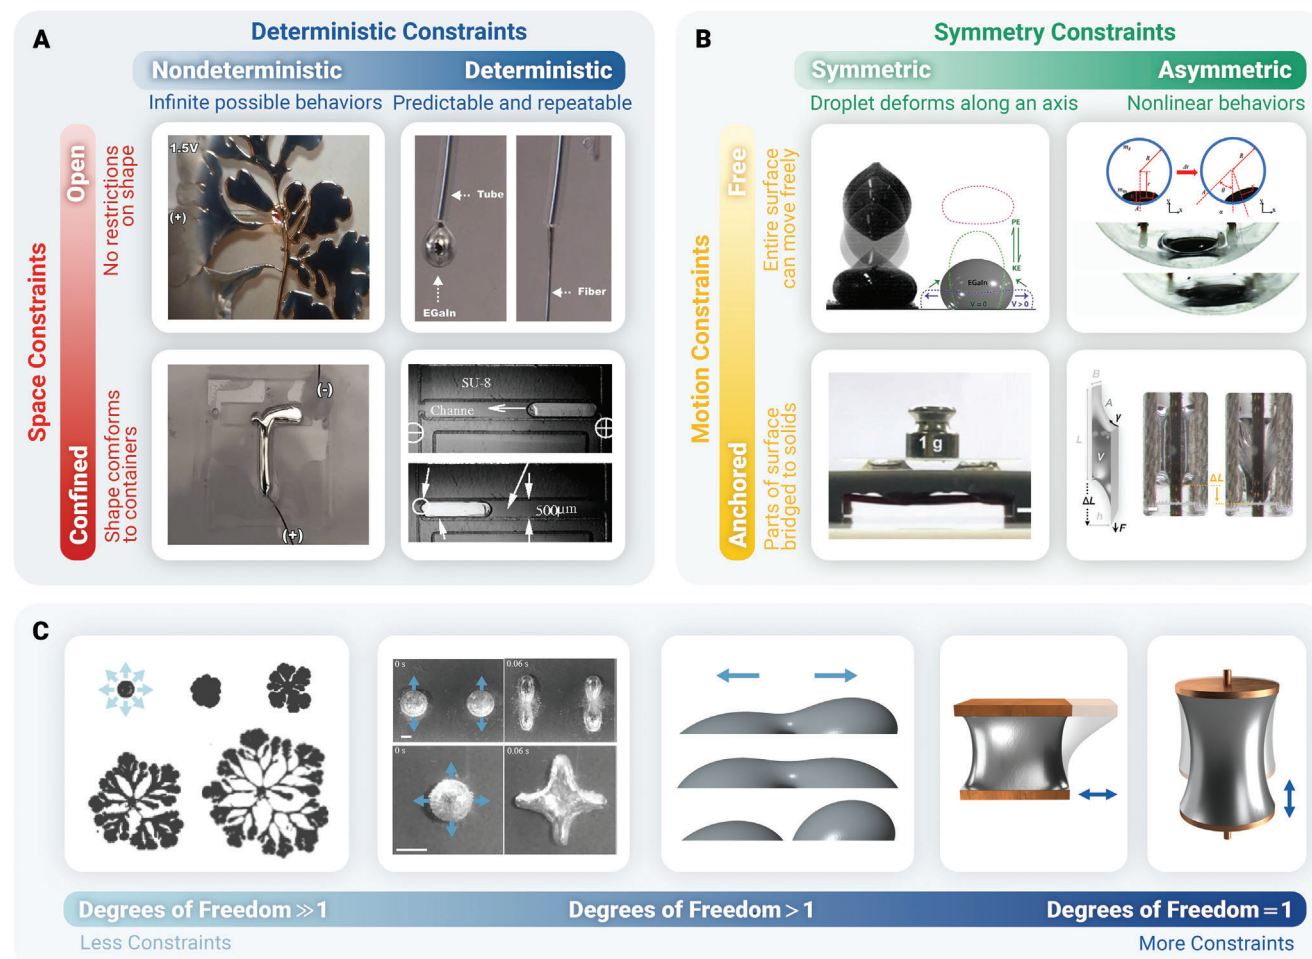 A
Deterministic Constraints
Nondeterministic
Deterministic
Infinite possible behaviors
Predictable and repeatable
Space Constraints
Open
No restrictions
on shape
Confined
Shape comforms
to containers
1.5V
(+)
Tube
EGaIn
Fiber
(-)
(+)
SU-8
Channe
500μm
B
Symmetry Constraints
Symmetric
Asymmetric
Droplet deforms along an axis
Nonlinear behaviors
Motion Constraints
Free
Entire surface
can move freely
Anchored
Parts of surface
bridged to solids
PE
KE
EGaIn
V = 0
V > 0
R
R
θ
α
1 g
B
A
γ
L
V
ΔL
h
F
ΔL
C
0 s
0.06 s
0 s
0.06 s
Degrees of Freedom ≫ 1
Degrees of Freedom > 1
Degrees of Freedom = 1
Less Constraints
More Constraints